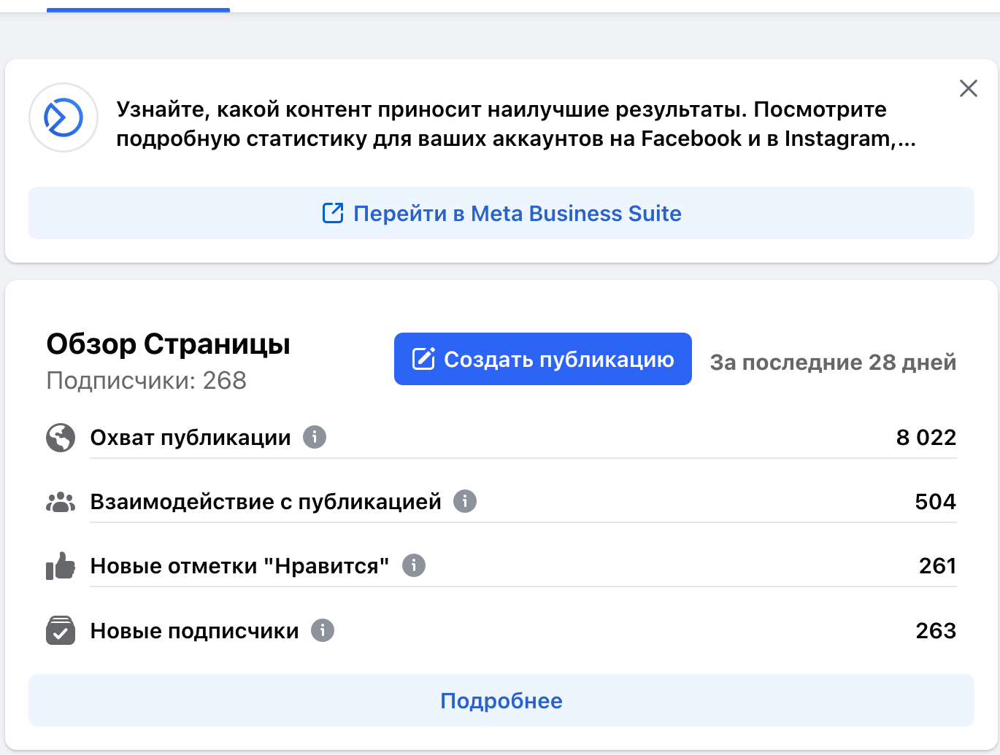 Узнайте, какой контент приносит наилучшие результаты. Посмотрите
подробную статистику для ваших аккаунтов на Facebook и в Instagram,...
Перейти в Meta Business Suite
Обзор Страницы
Подписчики: 268
Создать публикацию
За последние 28 дней
Охват публикации 8 022
Взаимодействие с публикацией 504
Новые отметки "Нравится" 261
Новые подписчики 263
Подробнее